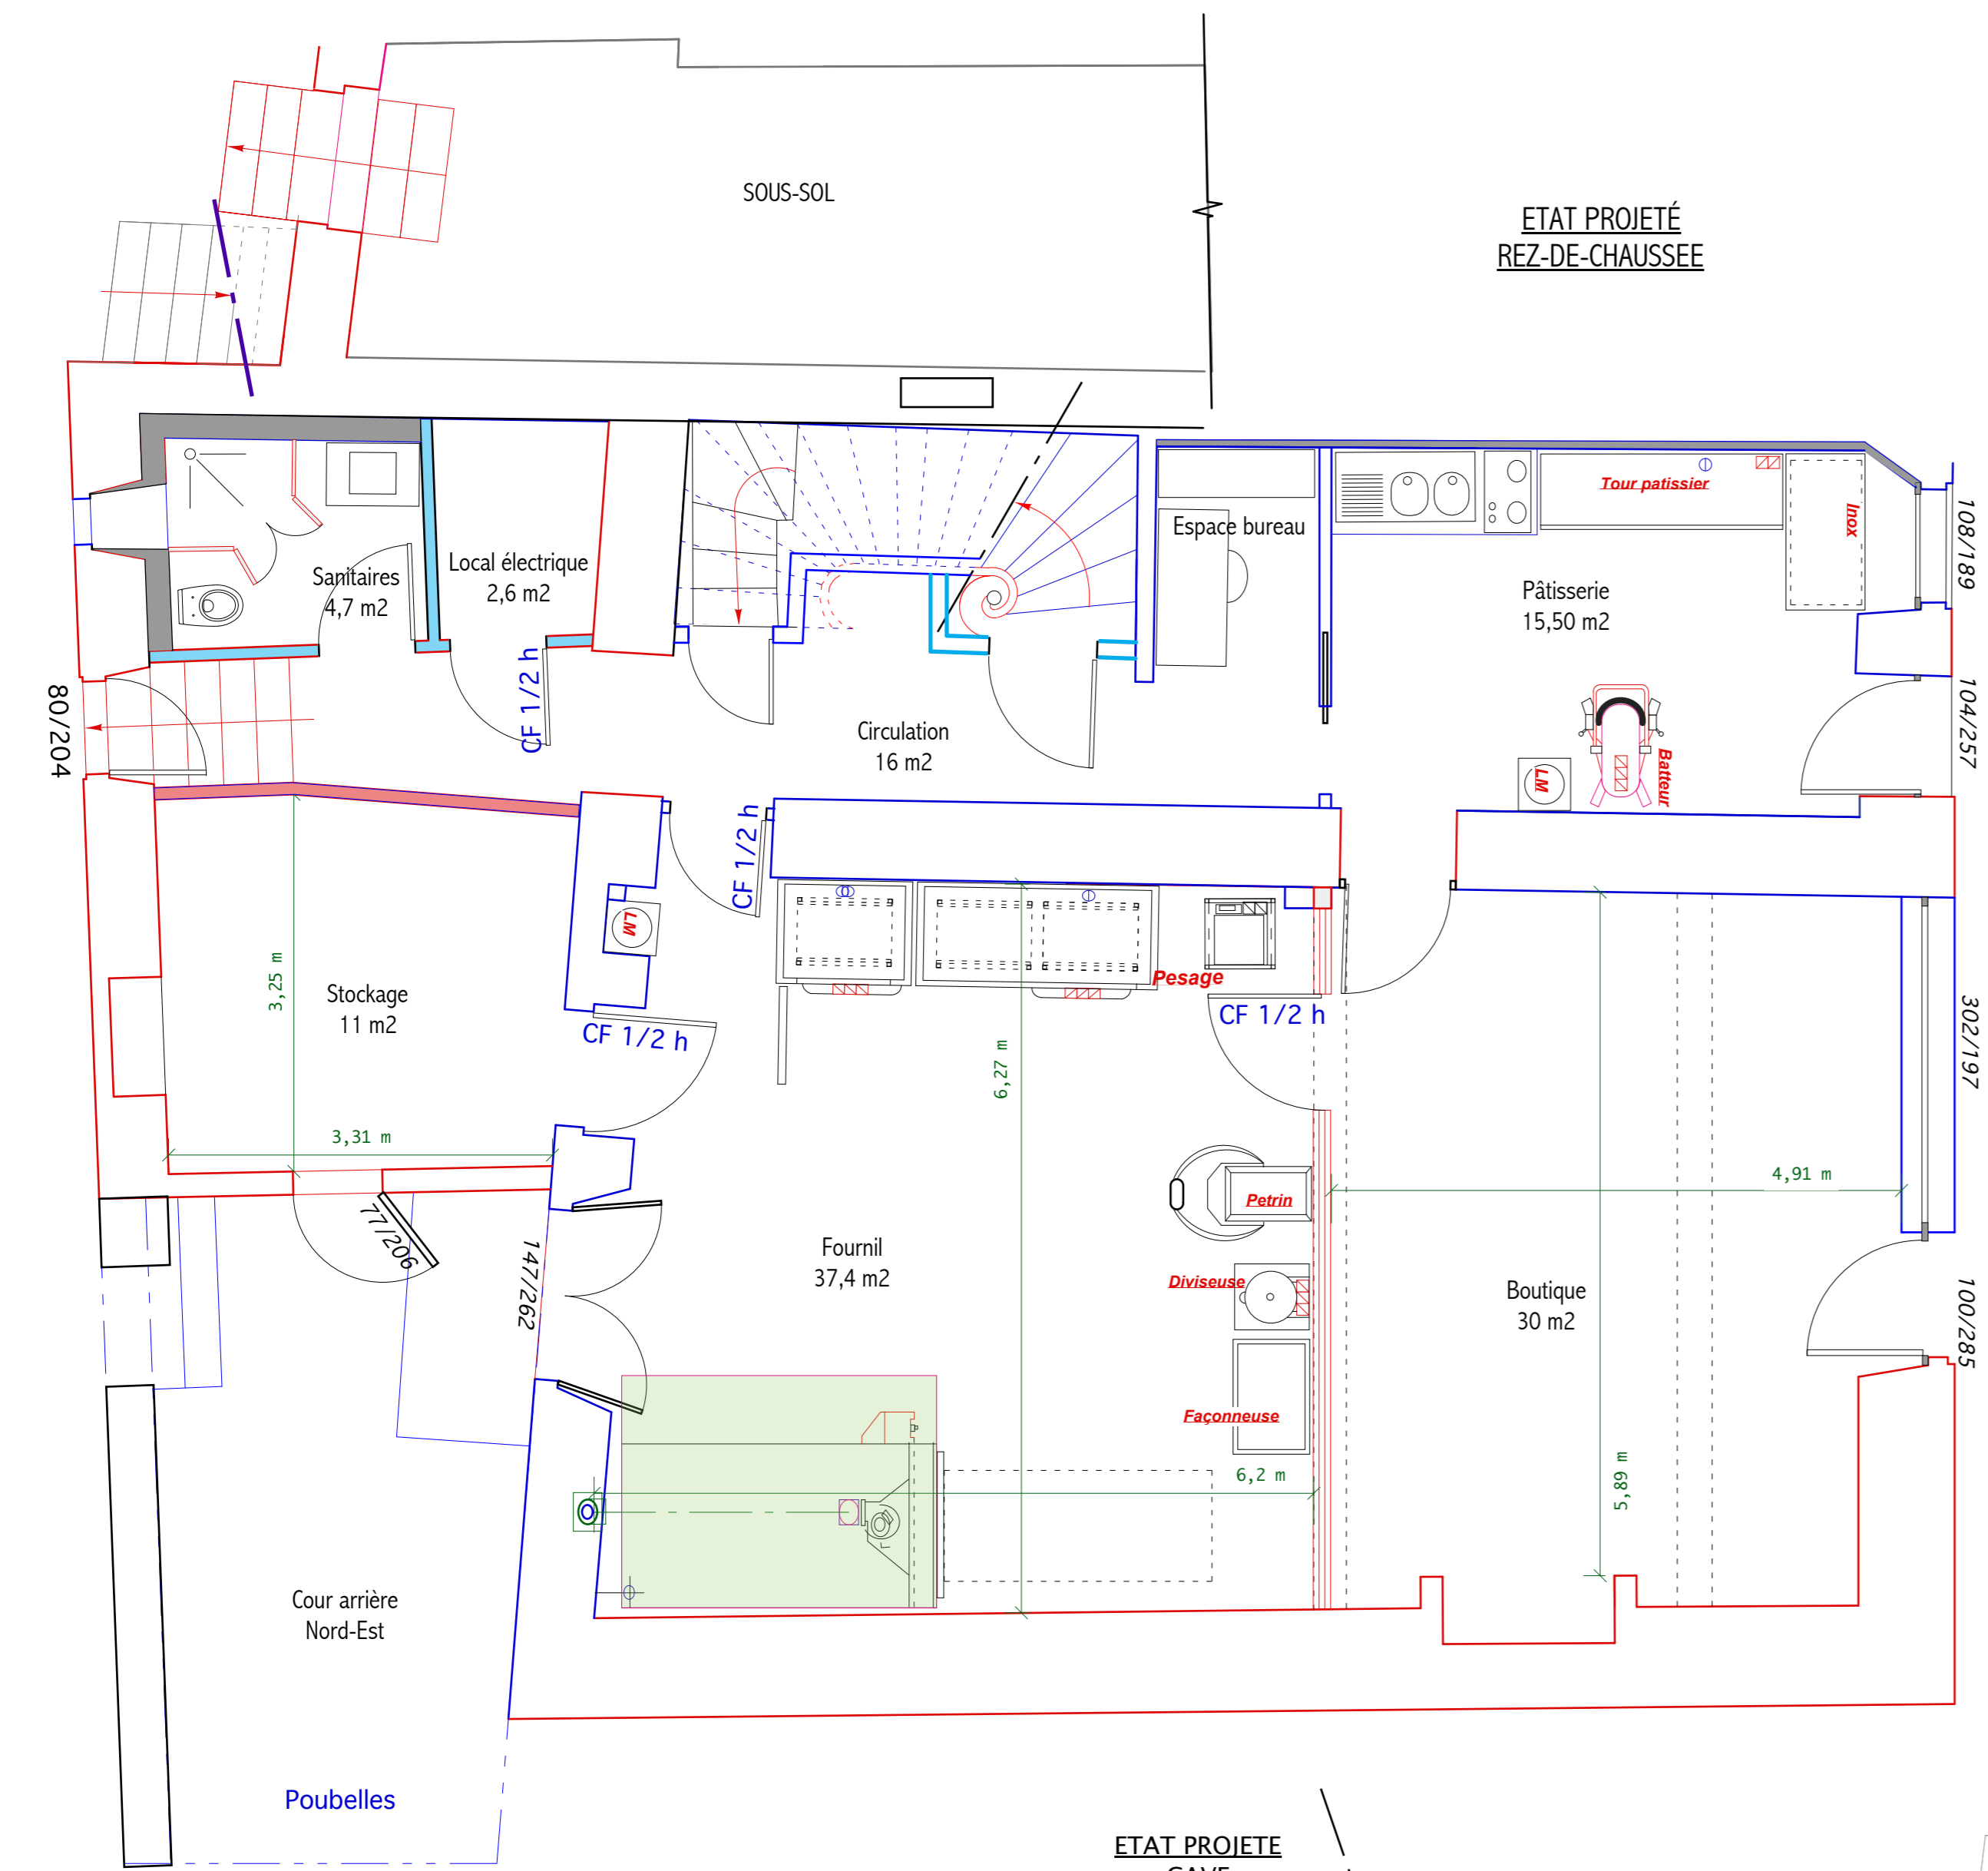 SOUS-SOL
ETAT PROJETÉ
REZ-DE-CHAUSSEE
Espace bureau
Tour patissier
Inox
108/189
Sanitaires
4,7 m2
Local électrique
2,6 m2
Pâtisserie
15,50 m2
CF 1/2 h
80/204
Circulation
16 m2
LM
Batteur
104/257
CF 1/2 h
LM
3,25 m
Stockage
11 m2
CF 1/2 h
Pesage
CF 1/2 h
302/197
6,27 m
3,31 m
4,91 m
77/206
147/262
Petrin
Fournil
37,4 m2
Diviseuse
Boutique
30 m2
100/285
Façonneuse
6,2 m
5,89 m
Cour arrière
Nord-Est
Poubelles
ETAT PROJETE
CAVE